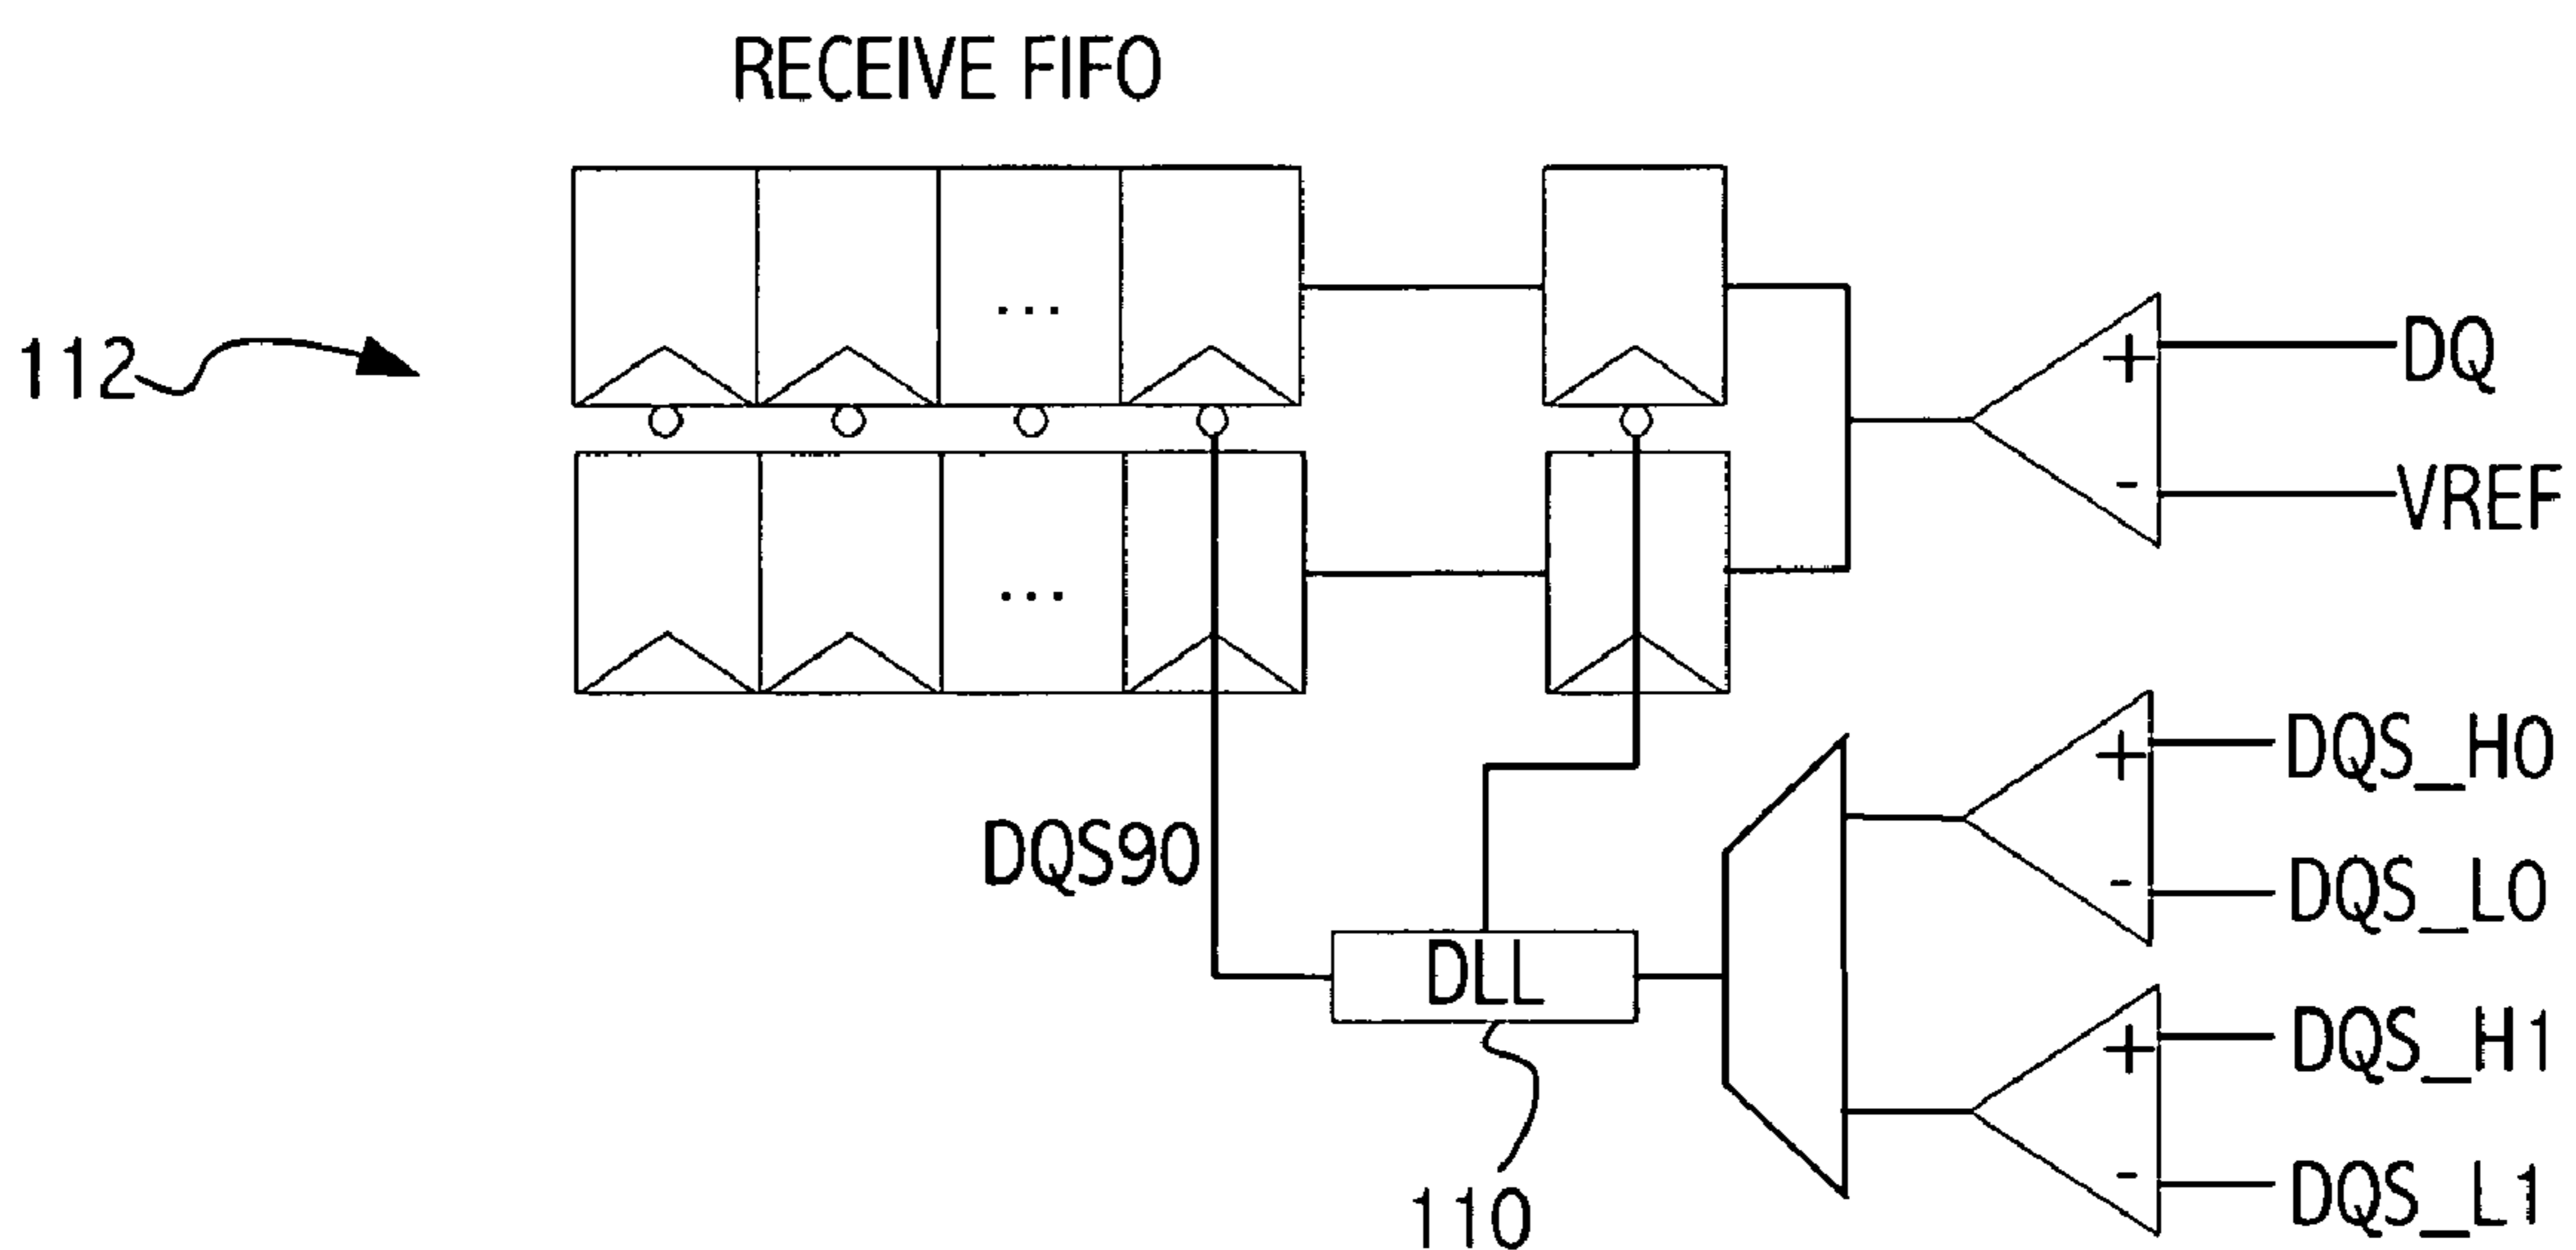 RECEIVE FIFO
112
...
+
DQ
-
VREF
...
+
DQS_H0
DQS90
-
DQS_L0
DLL
+
DQS_H1
110
-
DQS_L1